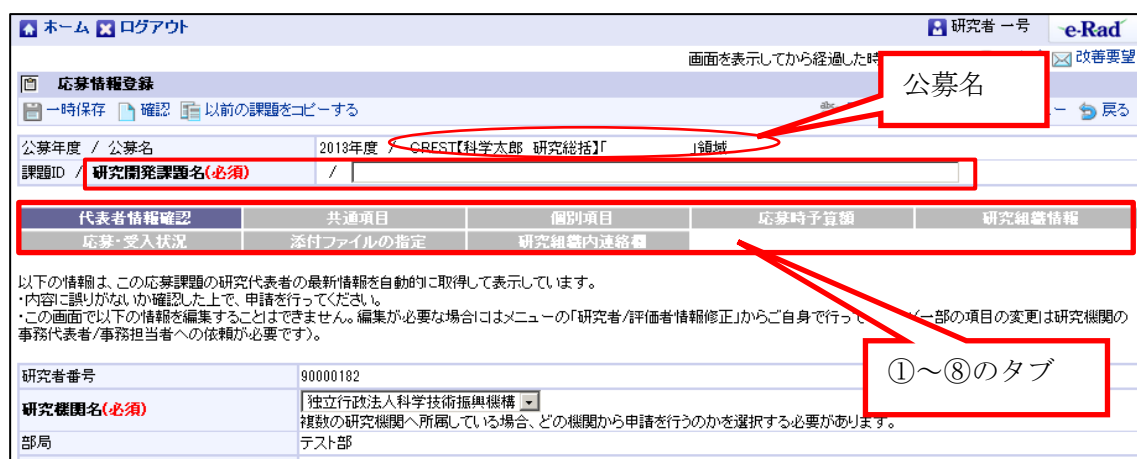 ホーム ログアウト 研究者 一号 e-Rad
画面を表示してから経過した時 改善要望
応募情報登録
一時保存 確認 以前の課題をコピーする 戻る
公募名
公募年度 / 公募名 2013年度 / CREST【科学太郎 研究総括】「 」領域
課題ID / 研究開発課題名(必須) /
代表者情報確認 共通項目 個別項目 応募時予算額 研究組織情報
応募・受入状況 添付ファイルの指定 研究組織内連絡欄
以下の情報は、この応募課題の研究代表者の最新情報を自動的に取得して表示しています。
・内容に誤りがないか確認した上で、申請を行ってください。
・この画面で以下の情報を編集することはできません。編集が必要な場合にはメニューの「研究者/評価者情報修正」からご自身で行って 一部の項目の変更は研究機関の
事務代表者/事務担当者への依頼が必要です)。
①～⑧のタブ
研究者番号 90000182
研究機関名(必須) 独立行政法人科学技術振興機構
複数の研究機関へ所属している場合、どの機関から申請を行うのかを選択する必要があります。
部局 テスト部